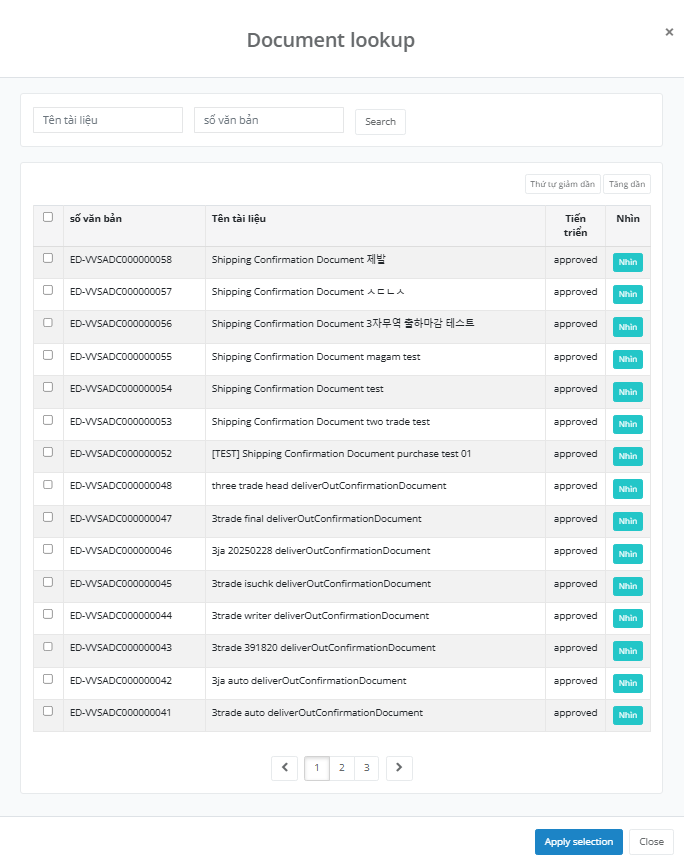 Document lookup
×
Tên tài liệu
số văn bản
Search
Thứ tự giảm dần
Tăng dần
số văn bản Tên tài liệu Tiến triển Nhìn
ED-VVSADC000000058 Shipping Confirmation Document 제발 approved Nhìn
ED-VVSADC000000057 Shipping Confirmation Document ㅅㄷㄴㅅ approved Nhìn
ED-VVSADC000000056 Shipping Confirmation Document 3자무역 출하마감 테스트 approved Nhìn
ED-VVSADC000000055 Shipping Confirmation Document magam test approved Nhìn
ED-VVSADC000000054 Shipping Confirmation Document test approved Nhìn
ED-VVSADC000000053 Shipping Confirmation Document two trade test approved Nhìn
ED-VVSADC000000052 [TEST] Shipping Confirmation Document purchase test 01 approved Nhìn
ED-VVSADC000000048 three trade head deliverOutConfirmationDocument approved Nhìn
ED-VVSADC000000047 3trade final deliverOutConfirmationDocument approved Nhìn
ED-VVSADC000000046 3ja 20250228 deliverOutConfirmationDocument approved Nhìn
ED-VVSADC000000045 3trade isuchk deliverOutConfirmationDocument approved Nhìn
ED-VVSADC000000044 3trade writer deliverOutConfirmationDocument approved Nhìn
ED-VVSADC000000043 3trade 391820 deliverOutConfirmationDocument approved Nhìn
ED-VVSADC000000042 3ja auto deliverOutConfirmationDocument approved Nhìn
ED-VVSADC000000041 3trade auto deliverOutConfirmationDocument approved Nhìn
1 2 3
Apply selection
Close